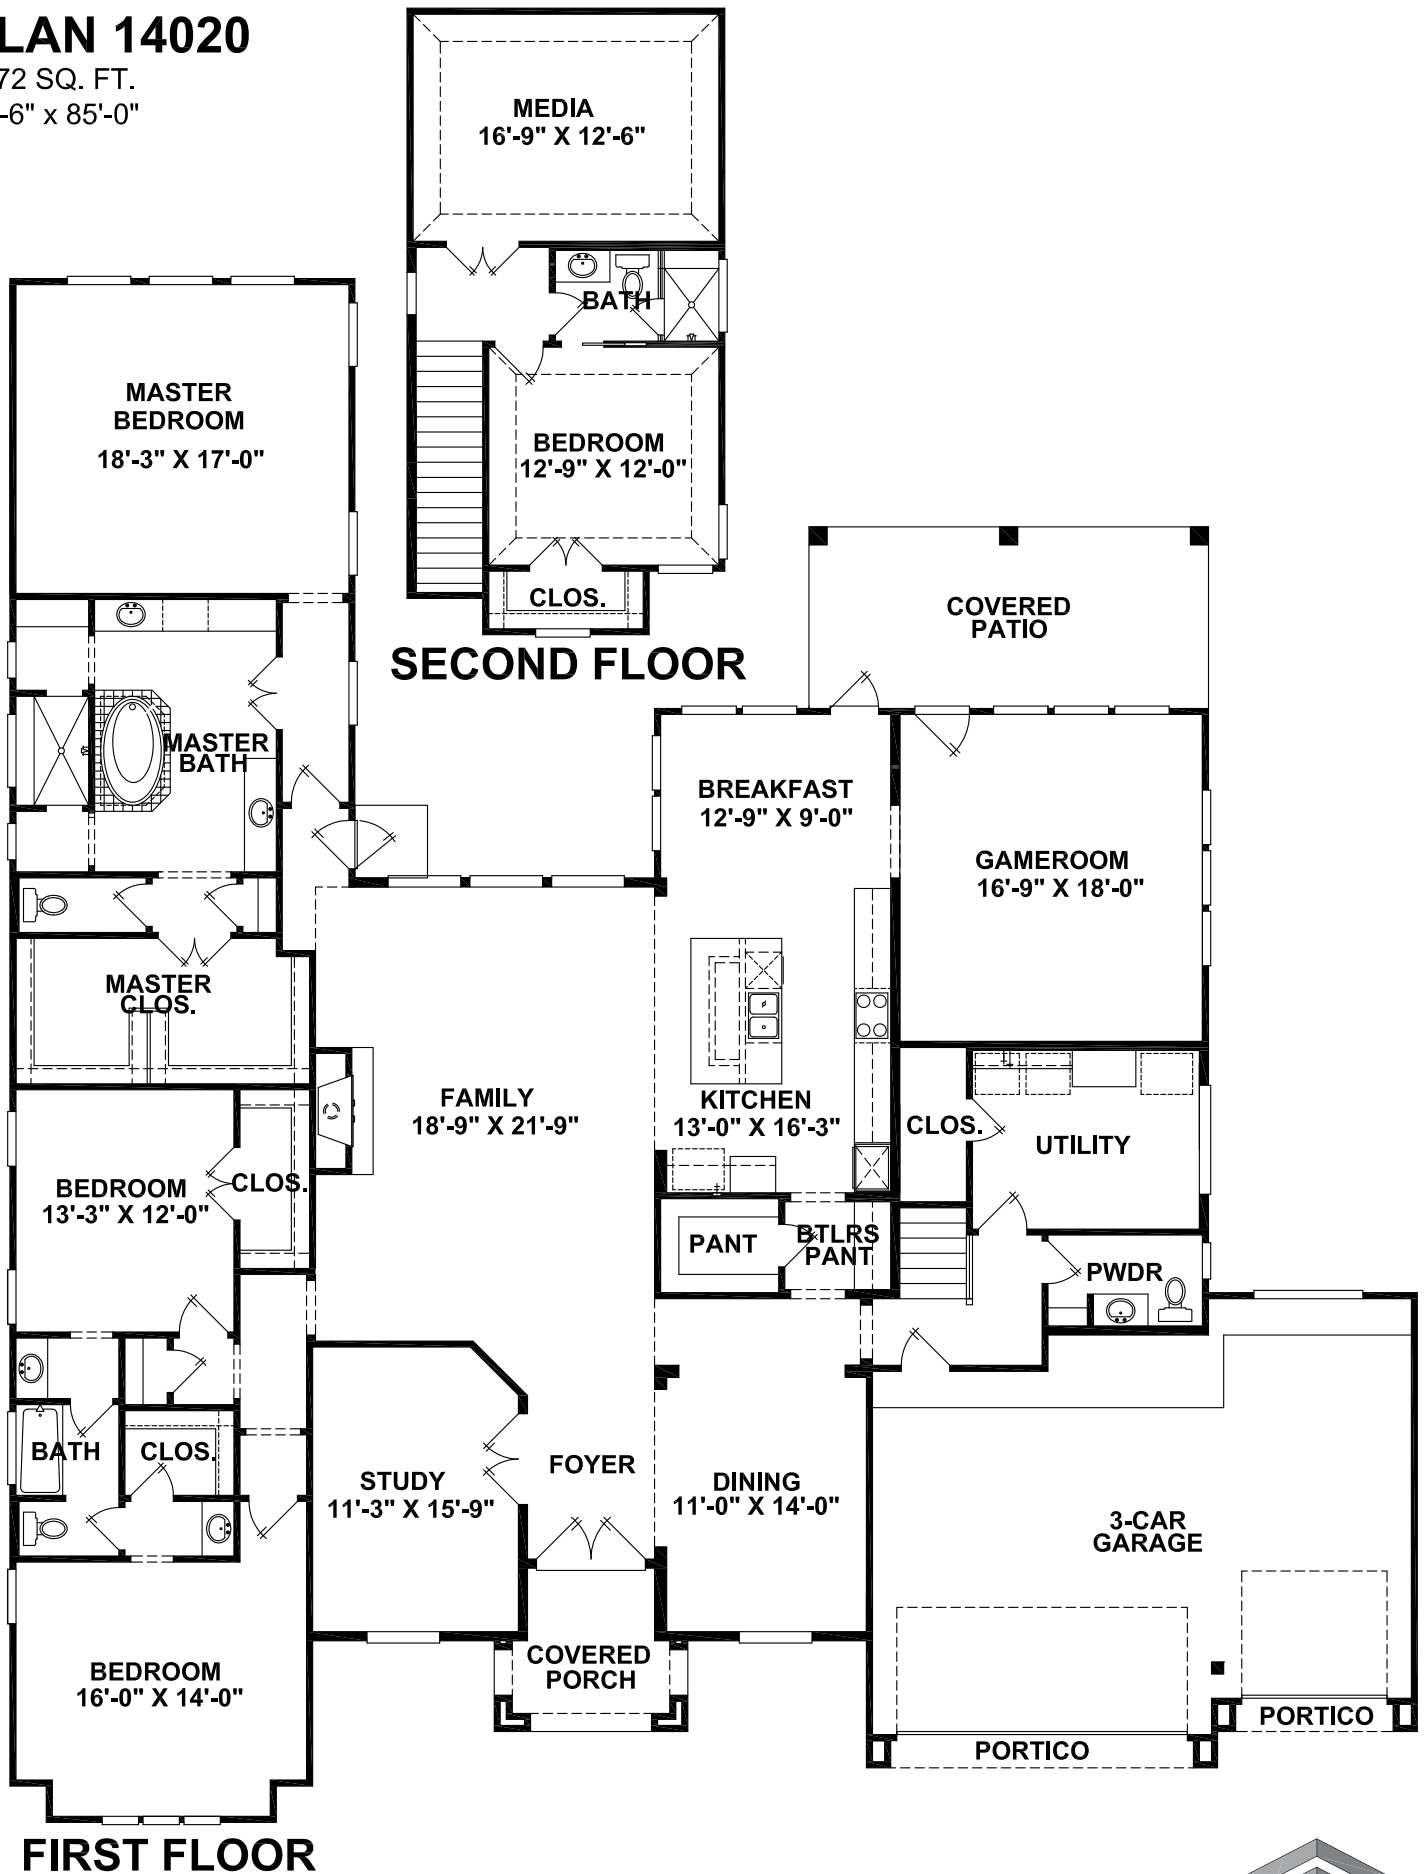 LAN 14020
72 SQ. FT.
-6" x 85'-0"
MEDIA
16'-9" X 12'-6"
BATH
BEDROOM
12'-9" X 12'-0"
CLOS.
SECOND FLOOR
MASTER
BEDROOM
18'-3" X 17'-0"
MASTER
BATH
MASTER
CLOS.
COVERED
PATIO
BREAKFAST
12'-9" X 9'-0"
GAMEROOM
16'-9" X 18'-0"
FAMILY
18'-9" X 21'-9"
KITCHEN
13'-0" X 16'-3"
CLOS.
UTILITY
BEDROOM
13'-3" X 12'-0"
CLOS.
PANT
BTLRS
PANT
PWDR
BATH
CLOS.
STUDY
11'-3" X 15'-9"
FOYER
DINING
11'-0" X 14'-0"
3-CAR
GARAGE
BEDROOM
16'-0" X 14'-0"
COVERED
PORCH
PORTICO
PORTICO
FIRST FLOOR